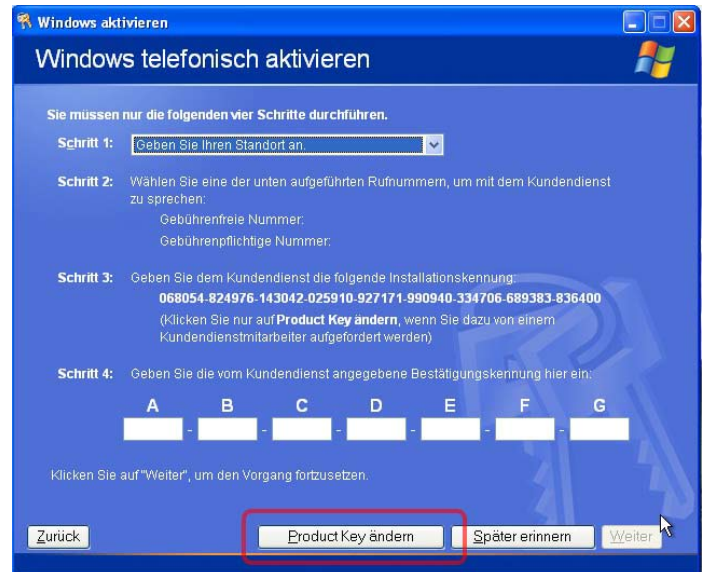 Windows aktivieren
Windows telefonisch aktivieren
Sie müssen nur die folgenden vier Schritte durchführen.
Schritt 1: Geben Sie Ihren Standort an.
Schritt 2: Wählen Sie eine der unten aufgeführten Rufnummern, um mit dem Kundendienst
zu sprechen:
Gebührenfreie Nummer:
Gebührenpflichtige Nummer:
Schritt 3: Geben Sie dem Kundendienst die folgende Installationskennung:
068054-824976-143042-025910-927171-990940-334706-689383-836400
(Klicken Sie nur auf Product Key ändern, wenn Sie dazu von einem
Kundendienstmitarbeiter aufgefordert werden)
Schritt 4: Geben Sie die vom Kundendienst angegebene Bestätigungskennung hier ein:
A B C D E F G
- - - - - -
Klicken Sie auf "Weiter", um den Vorgang fortzusetzen.
Zurück Product Key ändern Später erinnern Weiter